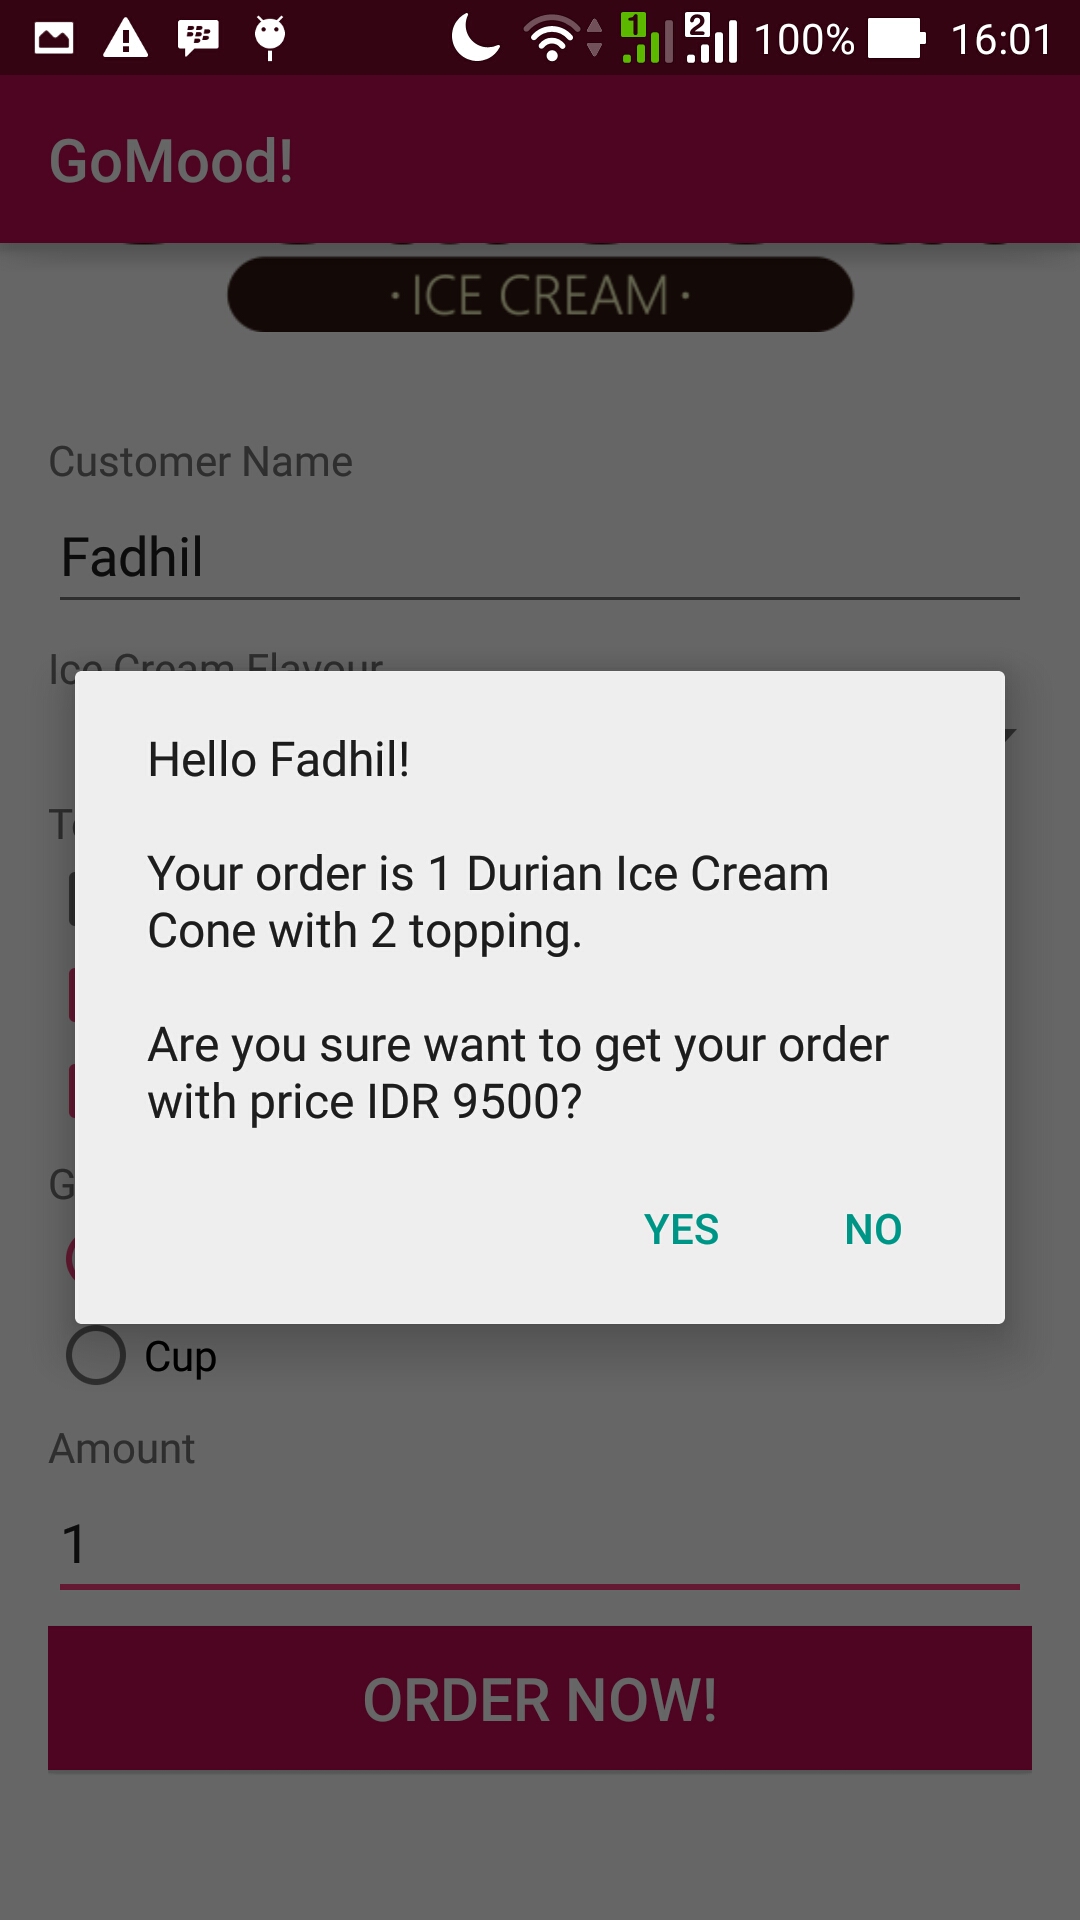 100% 16:01
GoMood!
· ICE CREAM ·
Customer Name
Fadhil
Ice Cream Flavour
Hello Fadhil!
Your order is 1 Durian Ice Cream
Cone with 2 topping.
Are you sure want to get your order
with price IDR 9500?
YES NO
Cup
Amount
1
ORDER NOW!